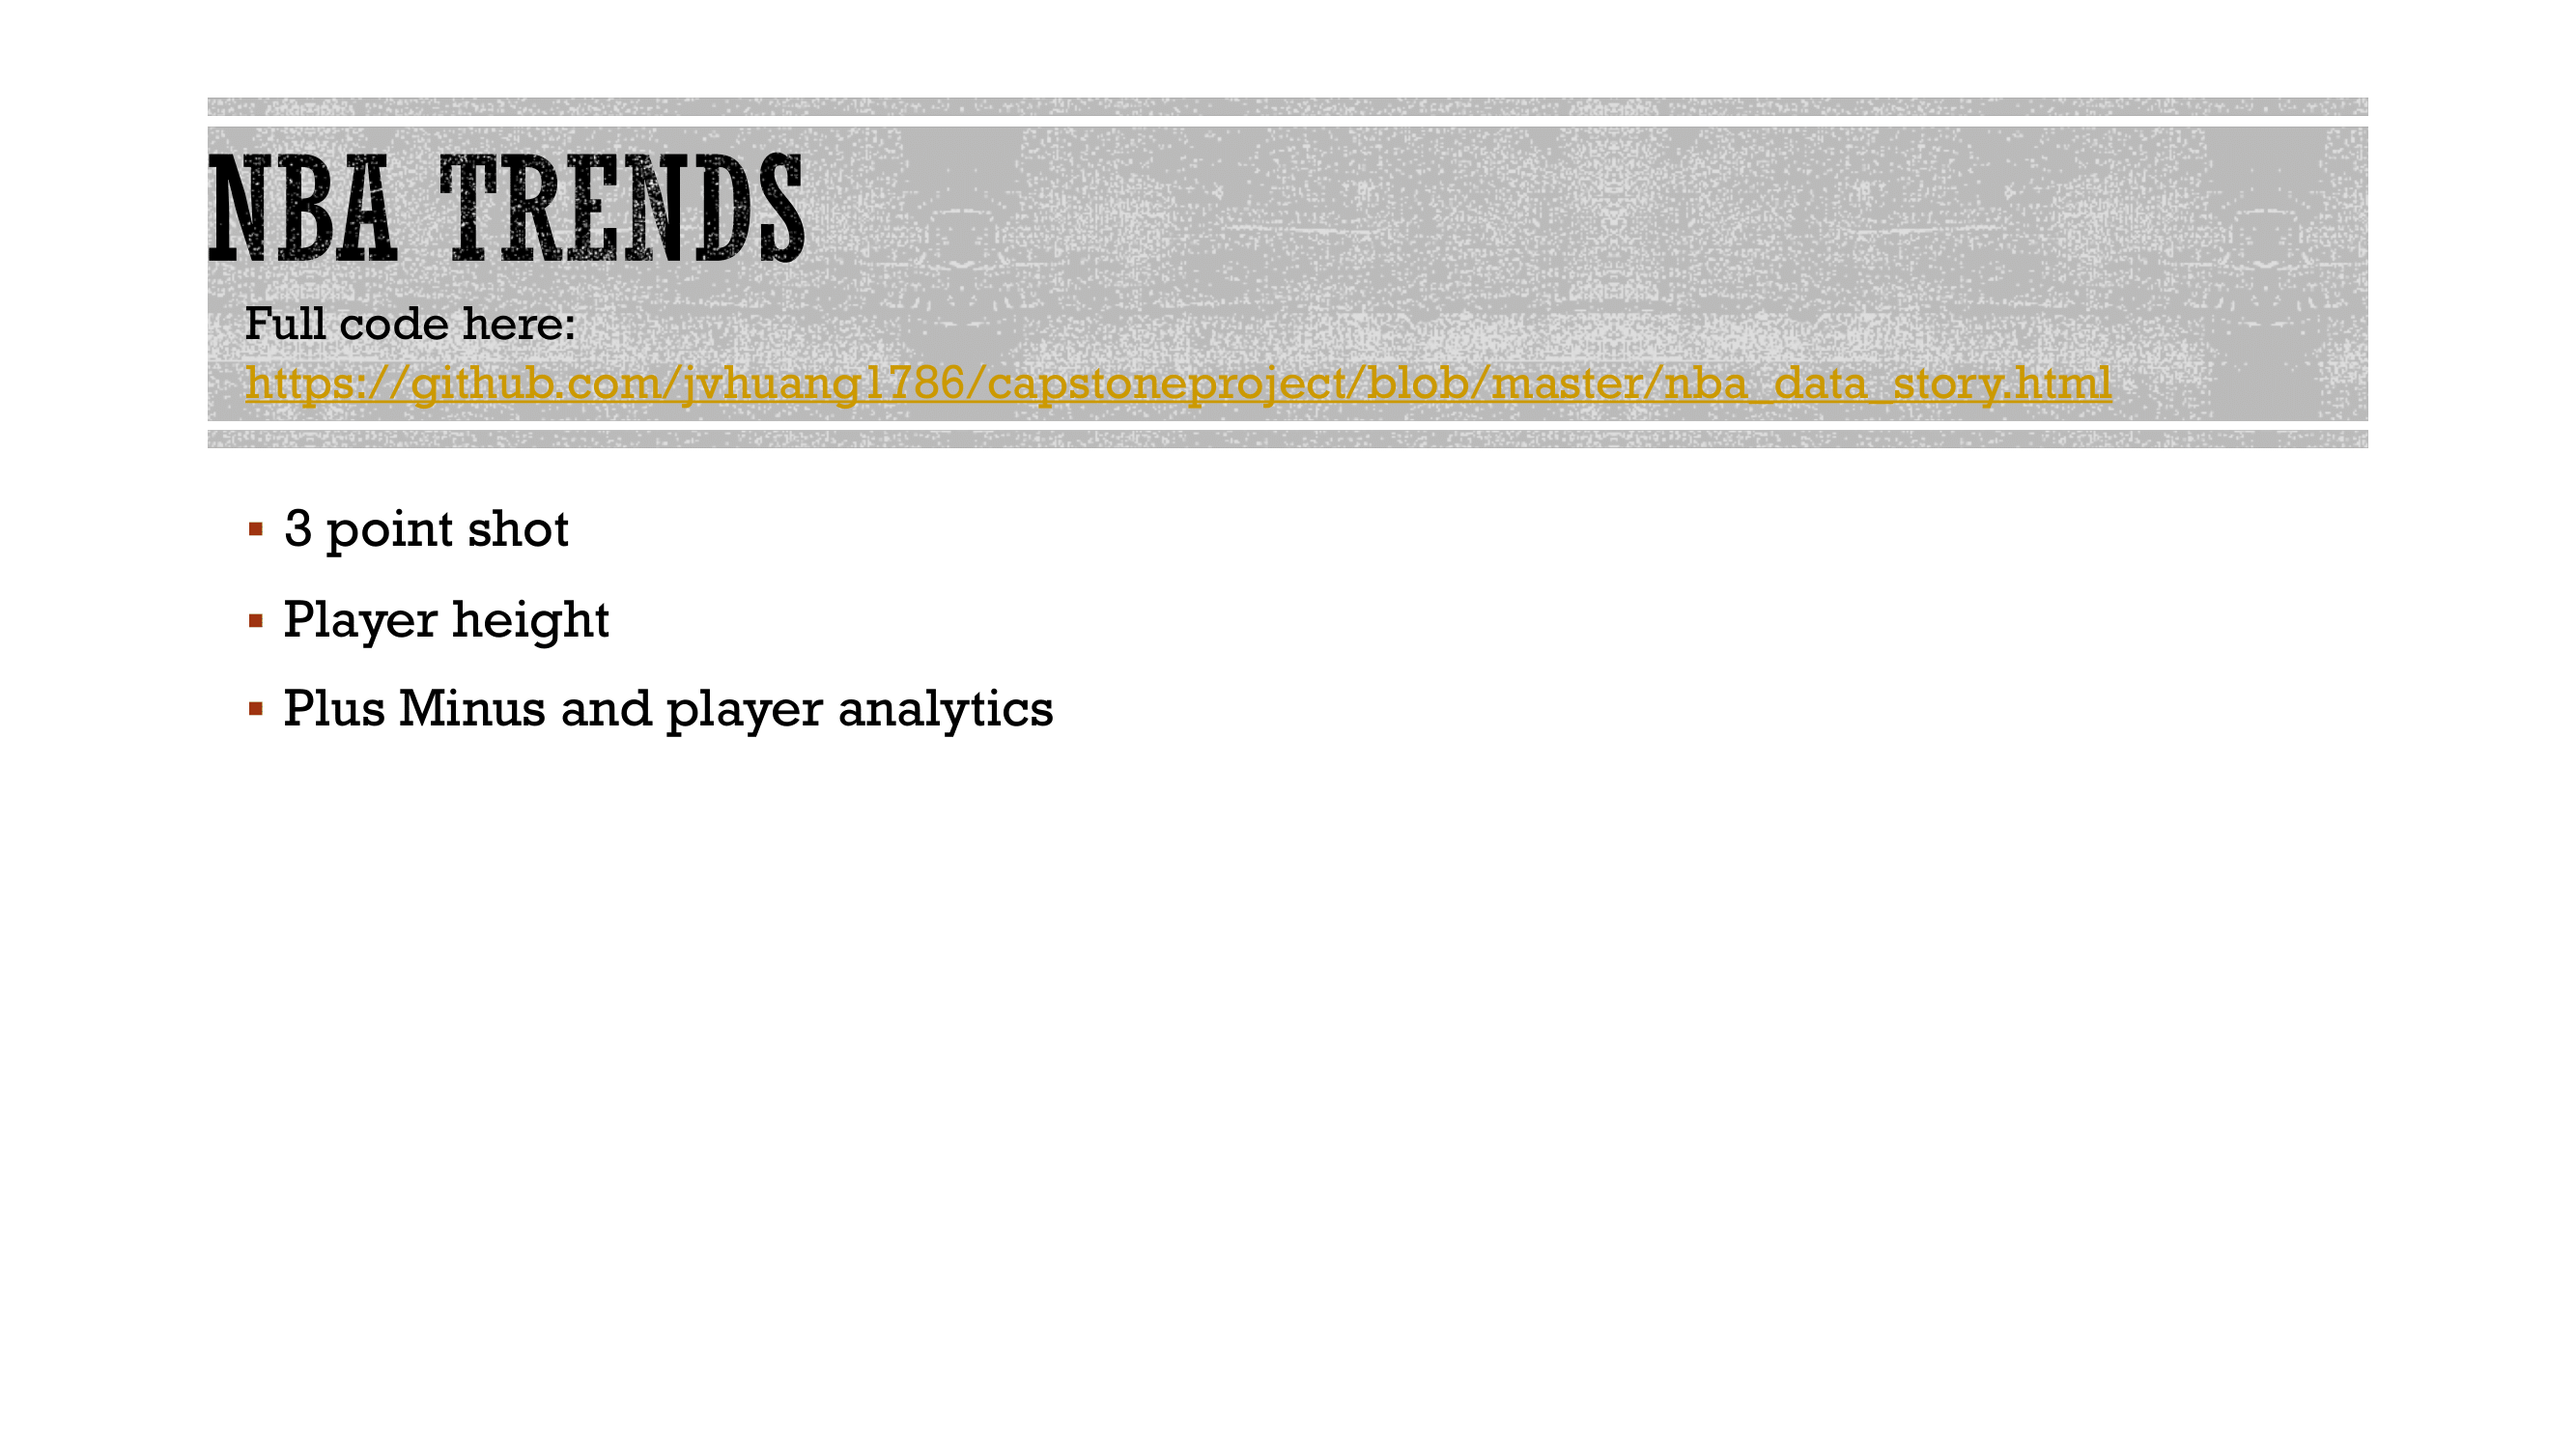 NBA TRENDS
Full code here:
https://github.com/jvhuang1786/capstoneproject/blob/master/nba_data_story.html
▪ 3 point shot
▪ Player height
▪ Plus Minus and player analytics